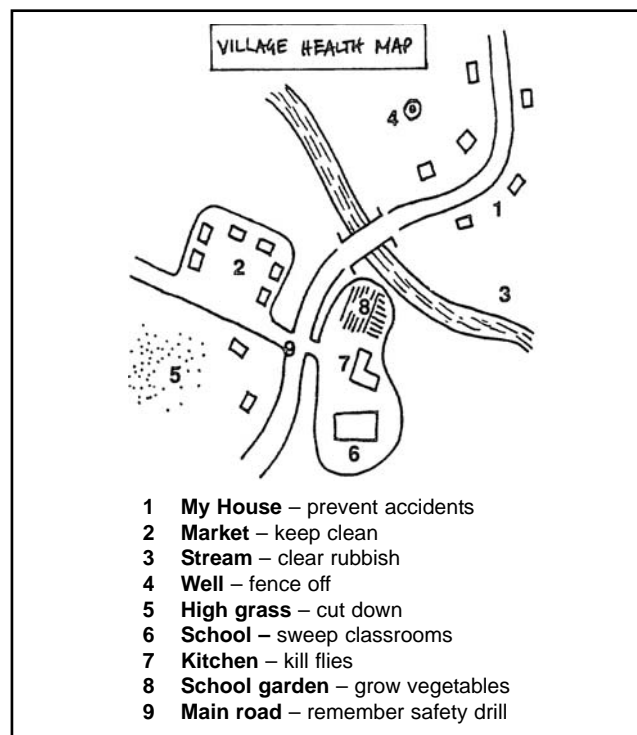 VILLAGE HEALTH MAP
4
1
2
3
8
9
7
5
6
1 My House – prevent accidents
2 Market – keep clean
3 Stream – clear rubbish
4 Well – fence off
5 High grass – cut down
6 School – sweep classrooms
7 Kitchen – kill flies
8 School garden – grow vegetables
9 Main road – remember safety drill